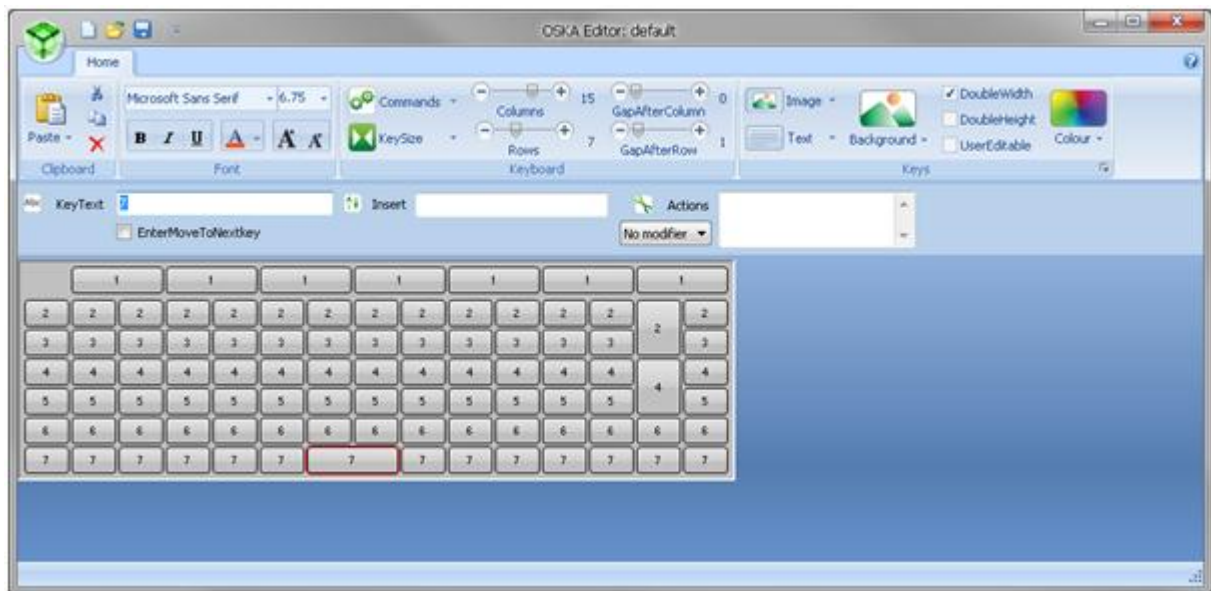 OSKA Editor: default
Home
Paste
Microsoft Sans Serif 6.75
B I U A A A
Commands
KeySize
Columns 15
Rows 7
GapAfterColumn 0
GapAfterRow 1
Image
Text
Background
DoubleWidth
DoubleHeight
UserEditable
Colour
Clipboard Font Keyboard Keys
Abc KeyText 7 Insert Actions
EnterMoveToNextkey No modifier
1 1 1 1 1 1 1
2 2 2 2 2 2 2 2 2 2 2 2 2 2 2
3 3 3 3 3 3 3 3 3 3 3 3 3 3
4 4 4 4 4 4 4 4 4 4 4 4 4 4 4
5 5 5 5 5 5 5 5 5 5 5 5 5 5
6 6 6 6 6 6 6 6 6 6 6 6 6 6 6
7 7 7 7 7 7 7 7 7 7 7 7 7 7